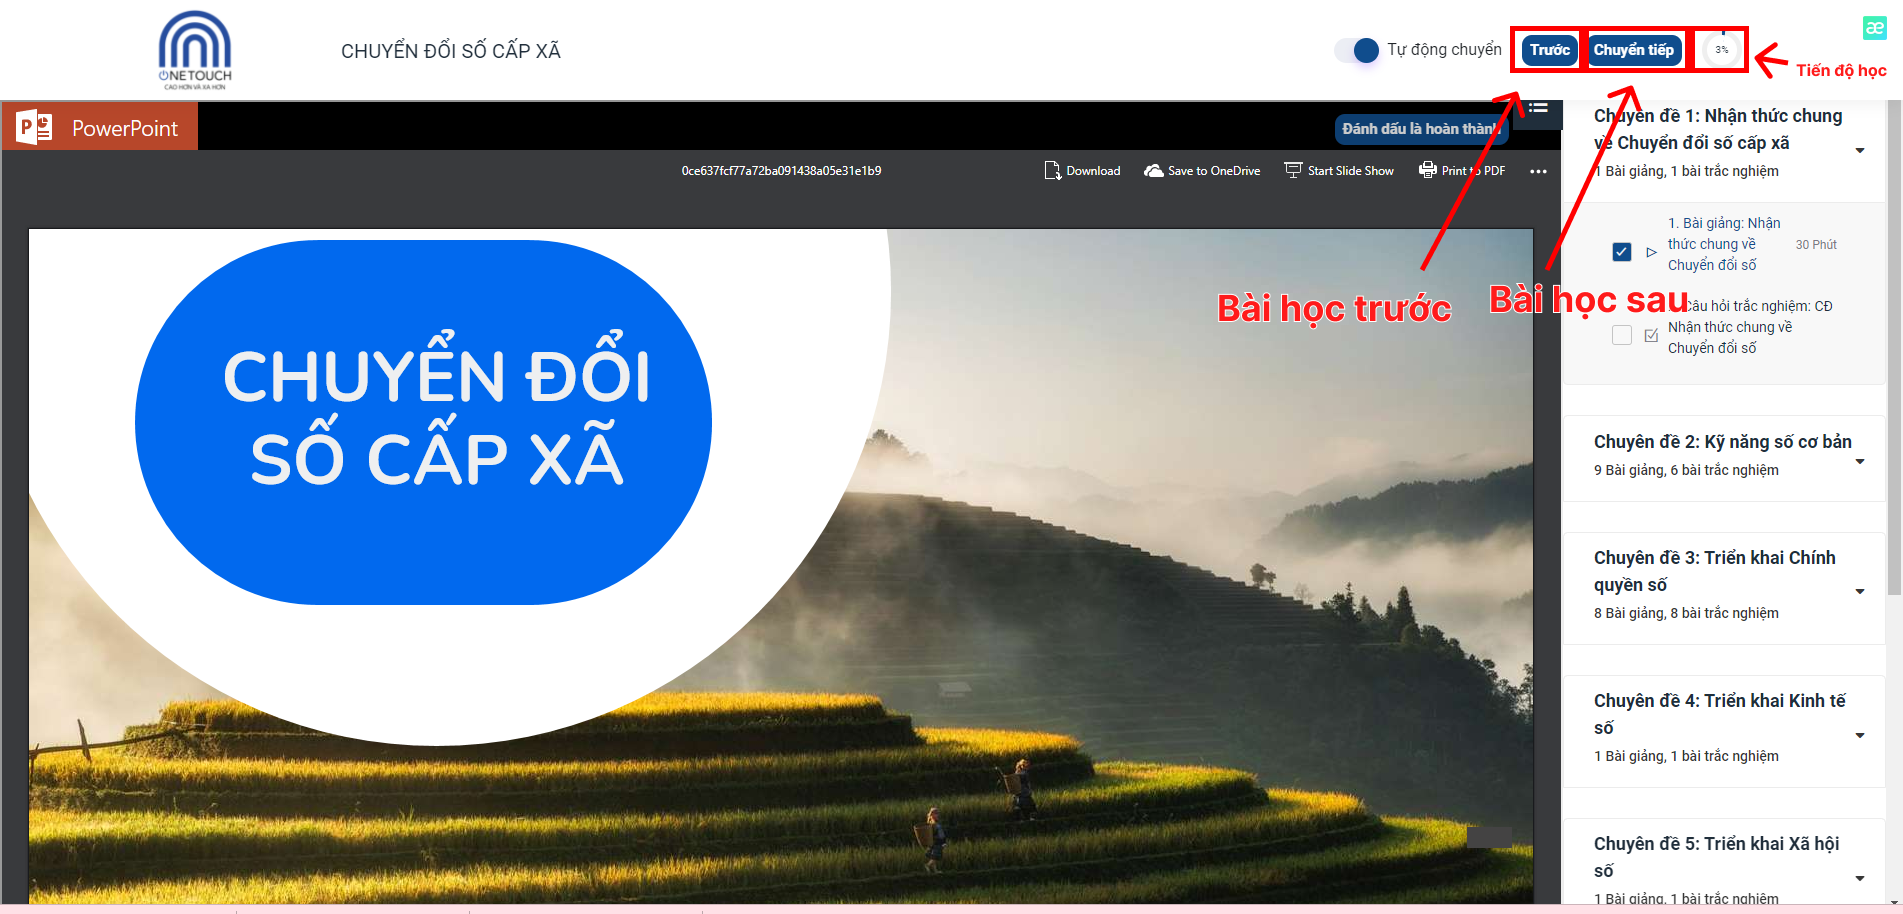 ONETOUCH
CAO HƠN VÀ XA HƠN
CHUYỂN ĐỔI SỐ CẤP XÃ
Tự động chuyển
Trước
Chuyển tiếp
3%
æ
Tiến độ học
PowerPoint
Đánh dấu là hoàn thành
0ce637fcf77a72ba091438a05e31e1b9
Download
Save to OneDrive
Start Slide Show
Print to PDF
CHUYỂN ĐỔI
SỐ CẤP XÃ
Bài học trước
Bài học sau
Chuyên đề 1: Nhận thức chung
về Chuyển đổi số cấp xã
1 Bài giảng, 1 bài trắc nghiệm
1. Bài giảng: Nhận
thức chung về
Chuyển đổi số
30 Phút
Câu hỏi trắc nghiệm: CĐ
Nhận thức chung về
Chuyển đổi số
Chuyên đề 2: Kỹ năng số cơ bản
9 Bài giảng, 6 bài trắc nghiệm
Chuyên đề 3: Triển khai Chính
quyền số
8 Bài giảng, 8 bài trắc nghiệm
Chuyên đề 4: Triển khai Kinh tế
số
1 Bài giảng, 1 bài trắc nghiệm
Chuyên đề 5: Triển khai Xã hội
số
1 Bài giảng, 1 bài trắc nghiệm